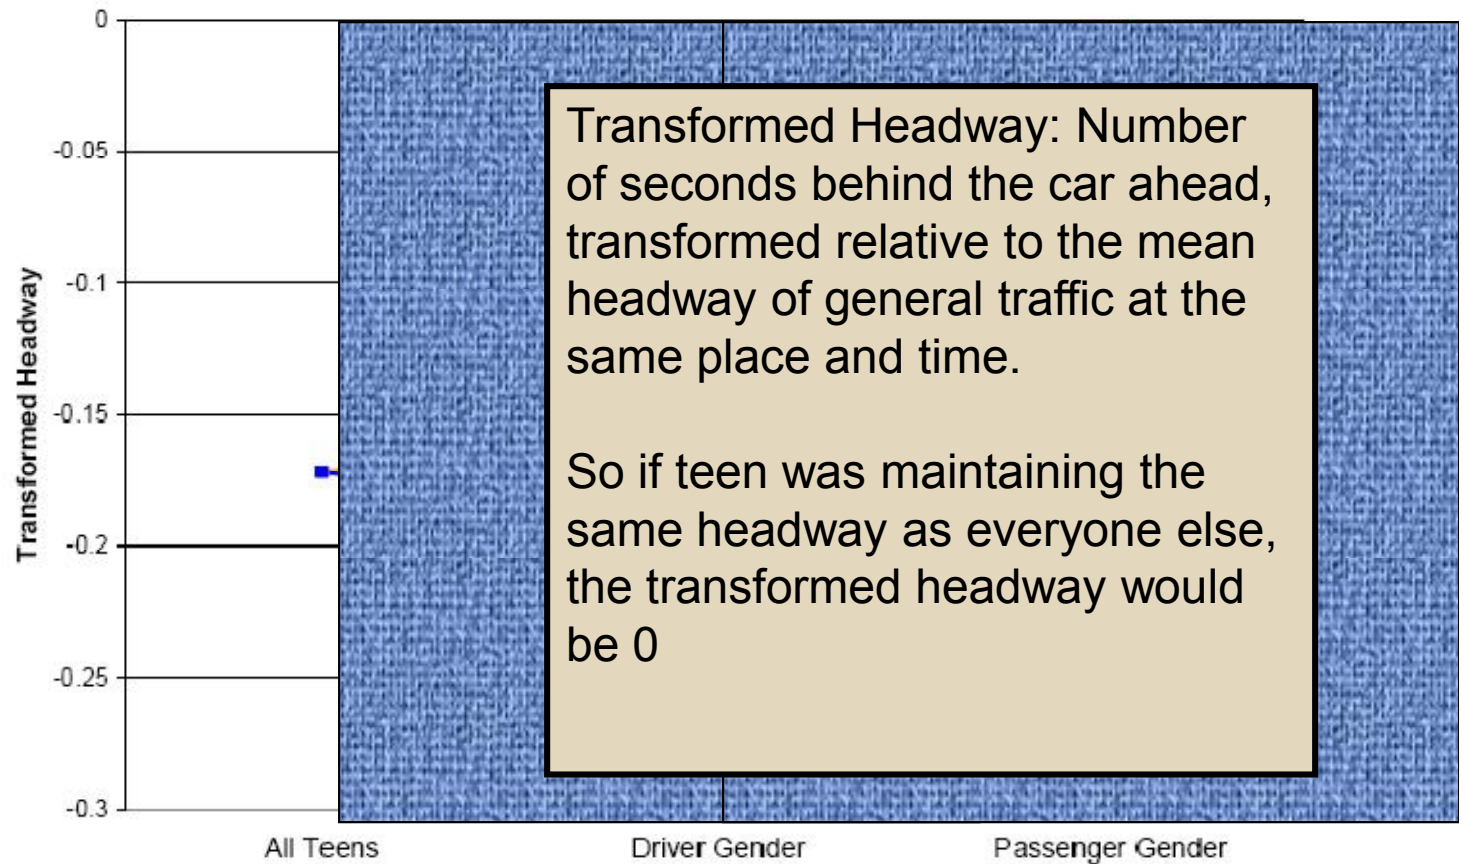 0
-0.05
-0.1
-0.15
-0.2
-0.25
-0.3
Transformed Headway
Transformed Headway: Number
of seconds behind the car ahead,
transformed relative to the mean
headway of general traffic at the
same place and time.
So if teen was maintaining the
same headway as everyone else,
the transformed headway would
be 0
All Teens
Driver Gender
Passenger Gender